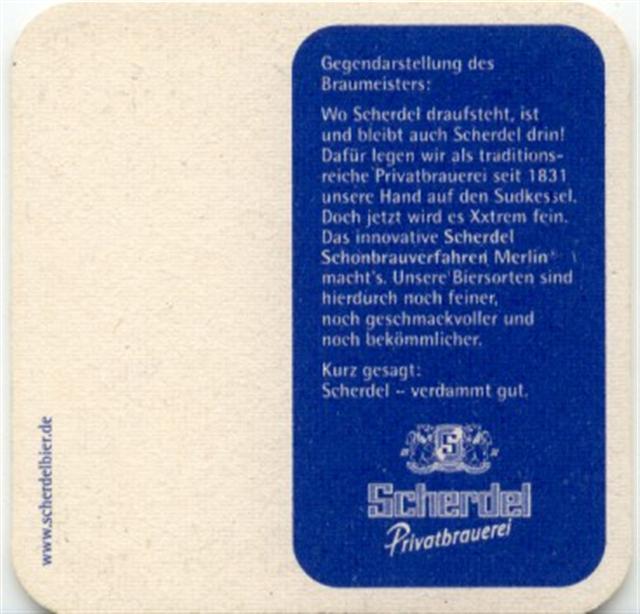 Gegendarstellung des
Braumeisters:
Wo Scherdel draufsteht, ist
und bleibt auch Scherdel drin!
Dafür legen wir als traditions-
reiche Privatbrauerei seit 1831
unsere Hand auf den Sudkessel.
Doch jetzt wird es Xxtrem fein.
Das innovative Scherdel
Schonbrauverfahren Merlin
macht's. Unsere Biersorten sind
hierdurch noch feiner,
noch geschmackvoller und
noch bekömmlicher.
Kurz gesagt:
Scherdel – verdammt gut.
S
Scherdel
Privatbrauerei
www.scherdelbier.de